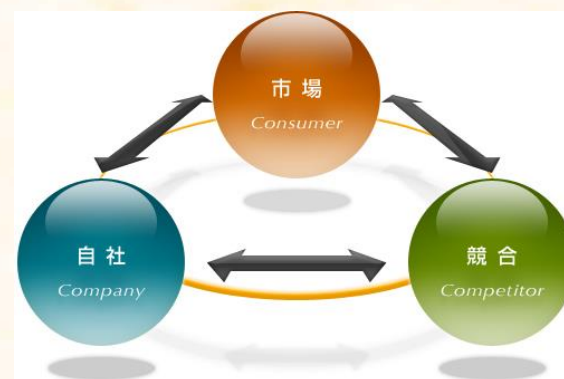 市場
Consumer
自社
Company
競合
Competitor